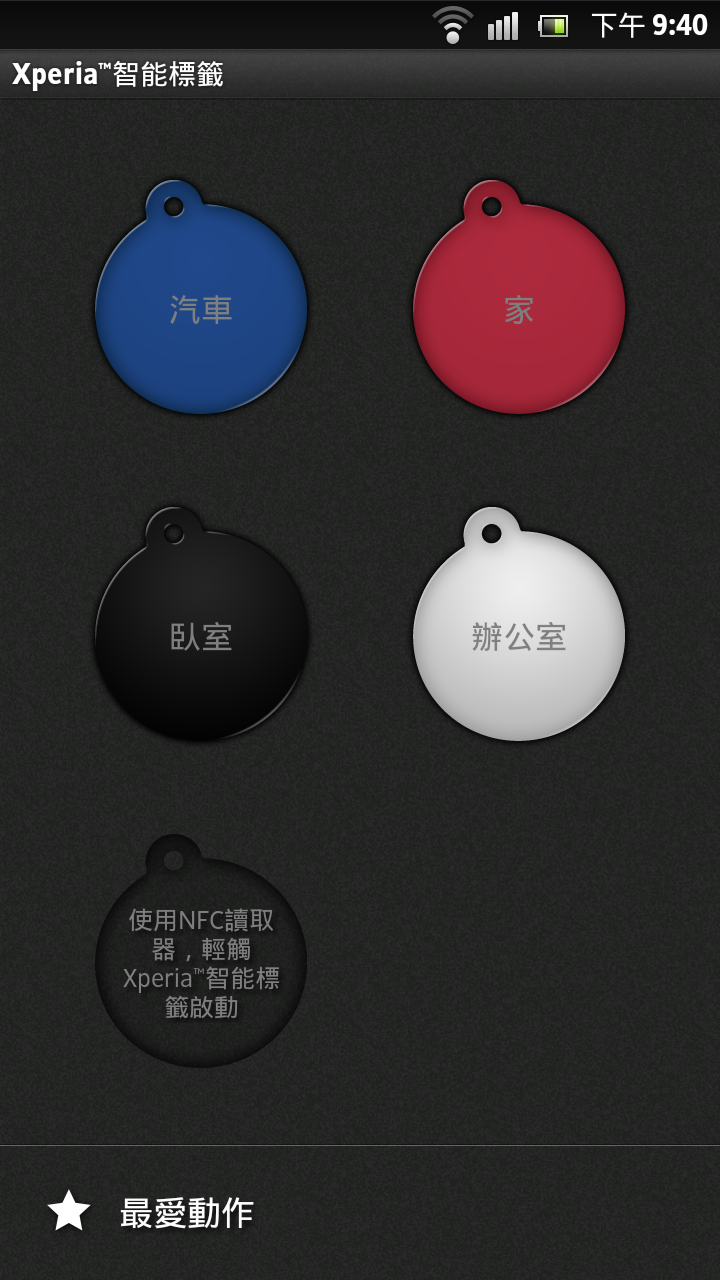 下午 9:40
Xperia™智能標籤
汽車
家
臥室
辦公室
使用NFC讀取
器，輕觸
Xperia™智能標
籤啟動
最愛動作